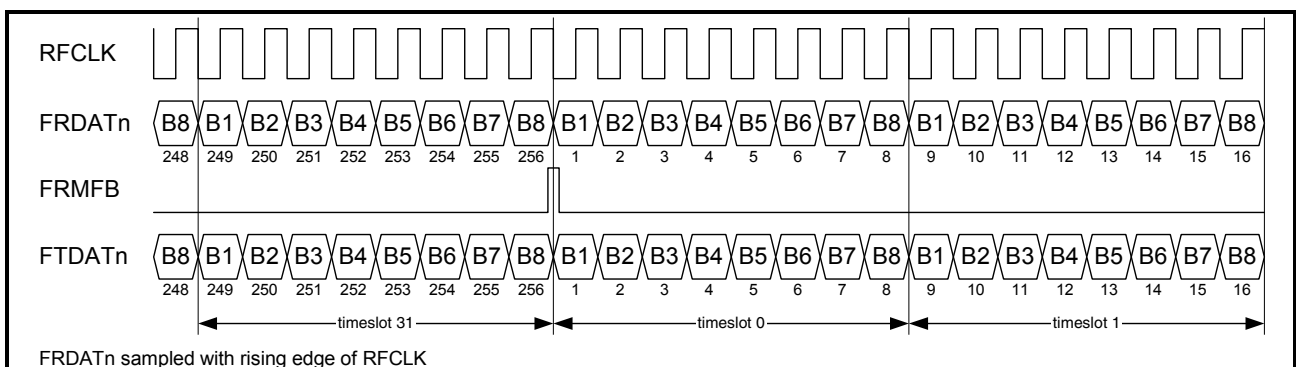 RFCLK
FRDATn B8 B1 B2 B3 B4 B5 B6 B7 B8 B1 B2 B3 B4 B5 B6 B7 B8 B1 B2 B3 B4 B5 B6 B7 B8
248 249 250 251 252 253 254 255 256 1 2 3 4 5 6 7 8 9 10 11 12 13 14 15 16
FRMFB
FTDATn B8 B1 B2 B3 B4 B5 B6 B7 B8 B1 B2 B3 B4 B5 B6 B7 B8 B1 B2 B3 B4 B5 B6 B7 B8
248 249 250 251 252 253 254 255 256 1 2 3 4 5 6 7 8 9 10 11 12 13 14 15 16
timeslot 31 timeslot 0 timeslot 1
FRDATn sampled with rising edge of RFCLK